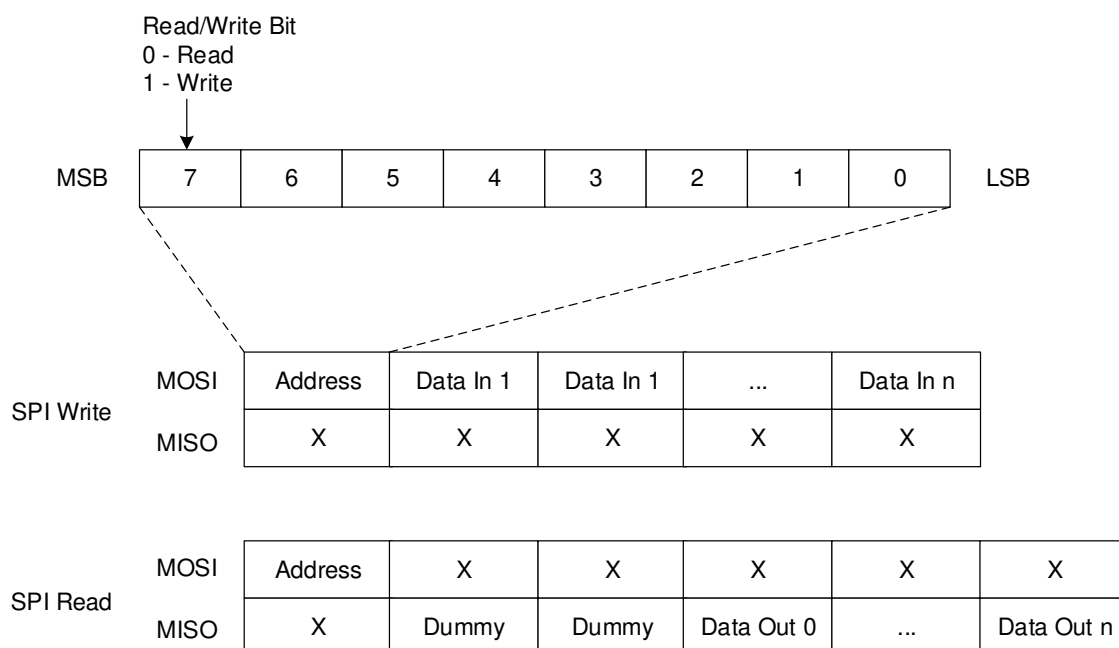 Read/Write Bit
0 - Read
1 - Write
MSB 7 6 5 4 3 2 1 0 LSB
MOSI Address Data In 1 Data In 1 ... Data In n
SPI Write
MISO X X X X X
MOSI Address X X X X X
SPI Read
MISO X Dummy Dummy Data Out 0 ... Data Out n